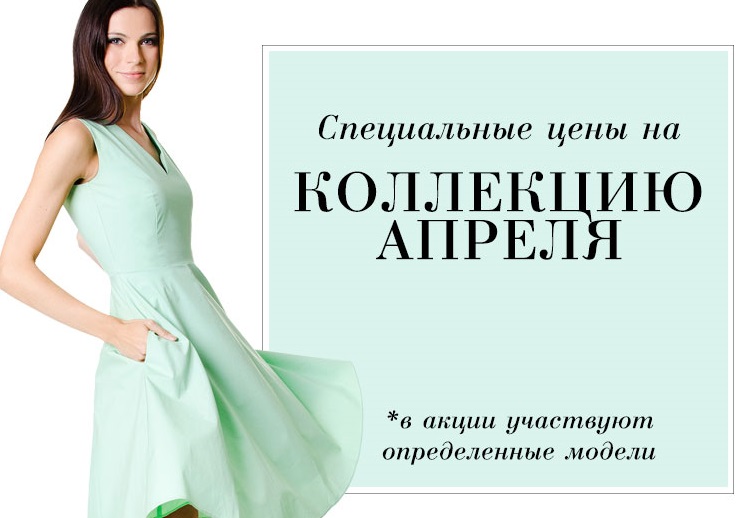 Специальные цены на
КОЛЛЕКЦИЮ
АПРЕЛЯ
*в акции участвуют
определенные модели